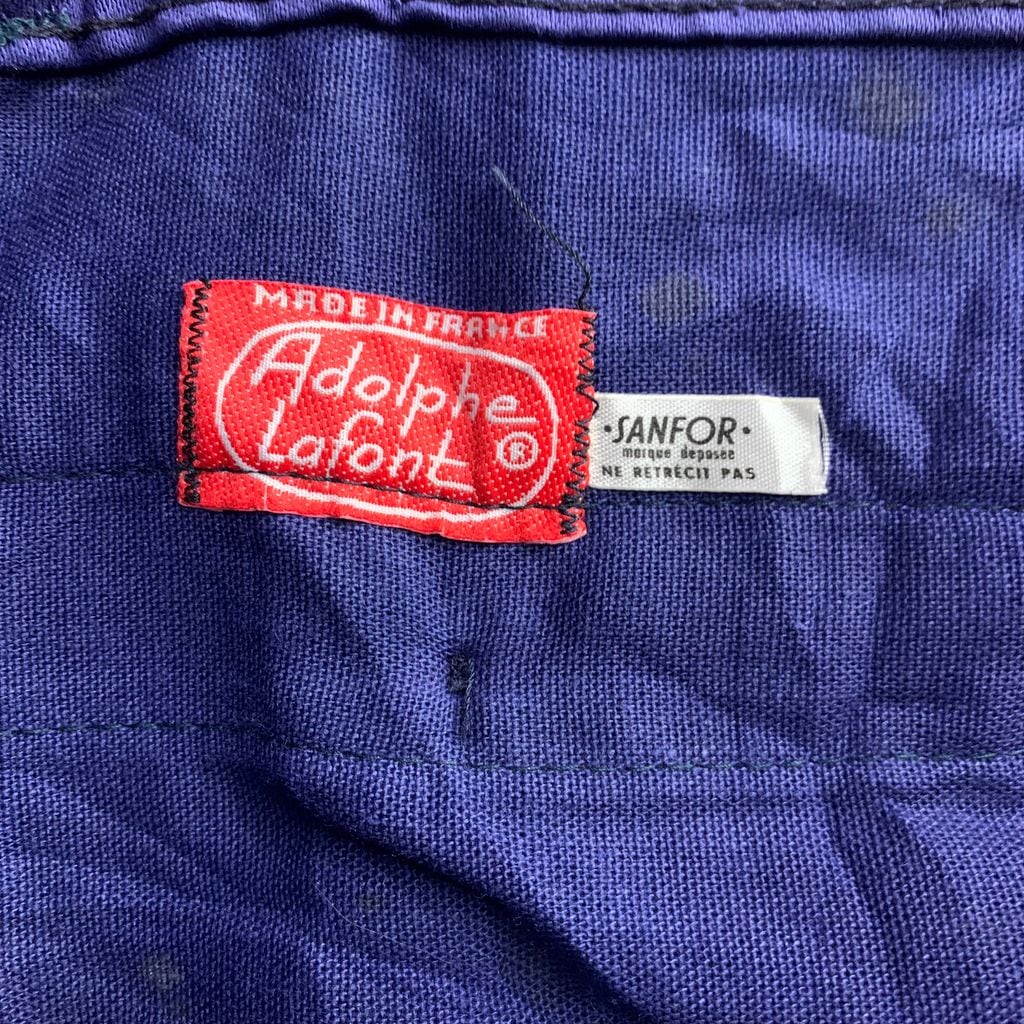 MADE IN FRANCE
Adolphe
Lafont ®
·SANFOR·
marque deposee
NE RETRECIT PAS